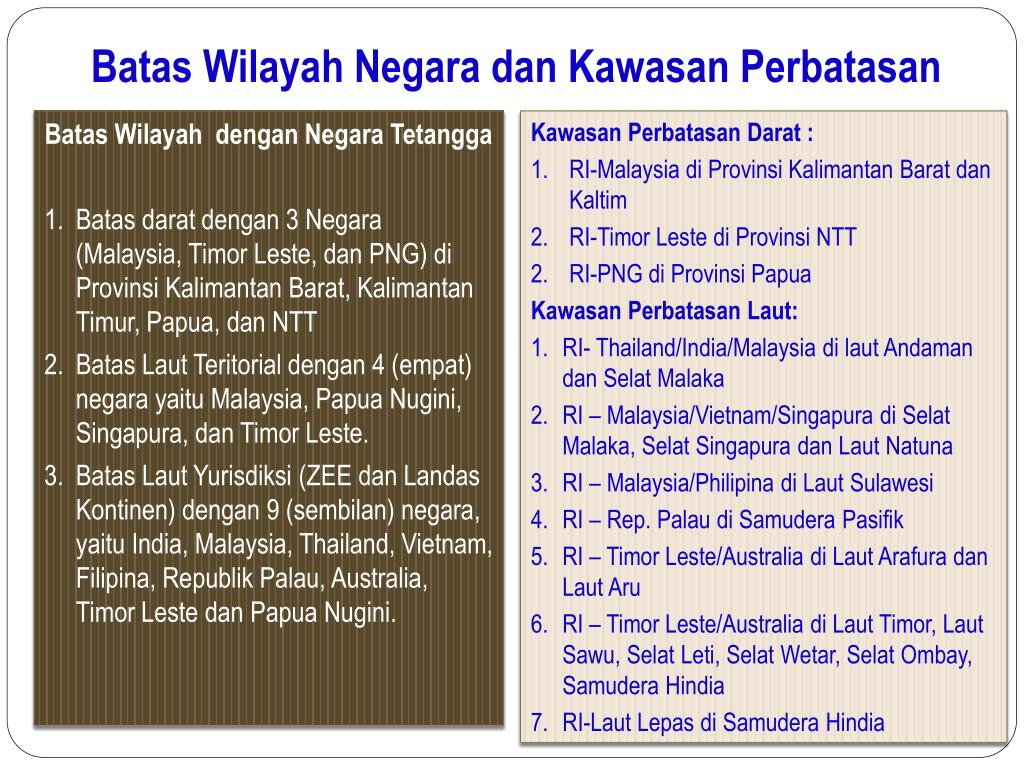 Batas Wilayah Negara dan Kawasan Perbatasan
Batas Wilayah dengan Negara Tetangga
1. Batas darat dengan 3 Negara
(Malaysia, Timor Leste, dan PNG) di
Provinsi Kalimantan Barat, Kalimantan
Timur, Papua, dan NTT
2. Batas Laut Teritorial dengan 4 (empat)
negara yaitu Malaysia, Papua Nugini,
Singapura, dan Timor Leste.
3. Batas Laut Yurisdiksi (ZEE dan Landas
Kontinen) dengan 9 (sembilan) negara,
yaitu India, Malaysia, Thailand, Vietnam,
Filipina, Republik Palau, Australia,
Timor Leste dan Papua Nugini.
Kawasan Perbatasan Darat :
1. RI-Malaysia di Provinsi Kalimantan Barat dan
Kaltim
2. RI-Timor Leste di Provinsi NTT
2. RI-PNG di Provinsi Papua
Kawasan Perbatasan Laut:
1. RI- Thailand/India/Malaysia di laut Andaman
dan Selat Malaka
2. RI – Malaysia/Vietnam/Singapura di Selat
Malaka, Selat Singapura dan Laut Natuna
3. RI – Malaysia/Philipina di Laut Sulawesi
4. RI – Rep. Palau di Samudera Pasifik
5. RI – Timor Leste/Australia di Laut Arafura dan
Laut Aru
6. RI – Timor Leste/Australia di Laut Timor, Laut
Sawu, Selat Leti, Selat Wetar, Selat Ombay,
Samudera Hindia
7. RI-Laut Lepas di Samudera Hindia